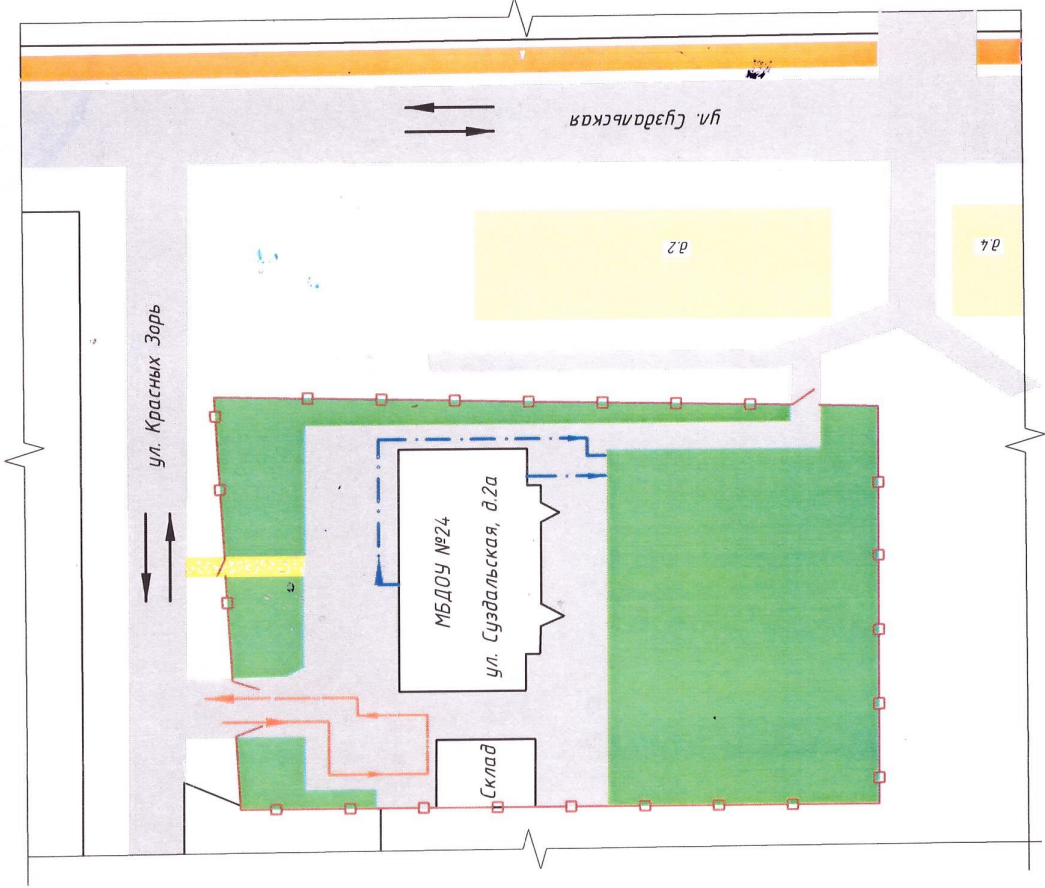 ул. Суздальская
д.2
д.4
ул. Красных Зорь
МБДОУ №24
ул. Суздальская, д.2а
Склад